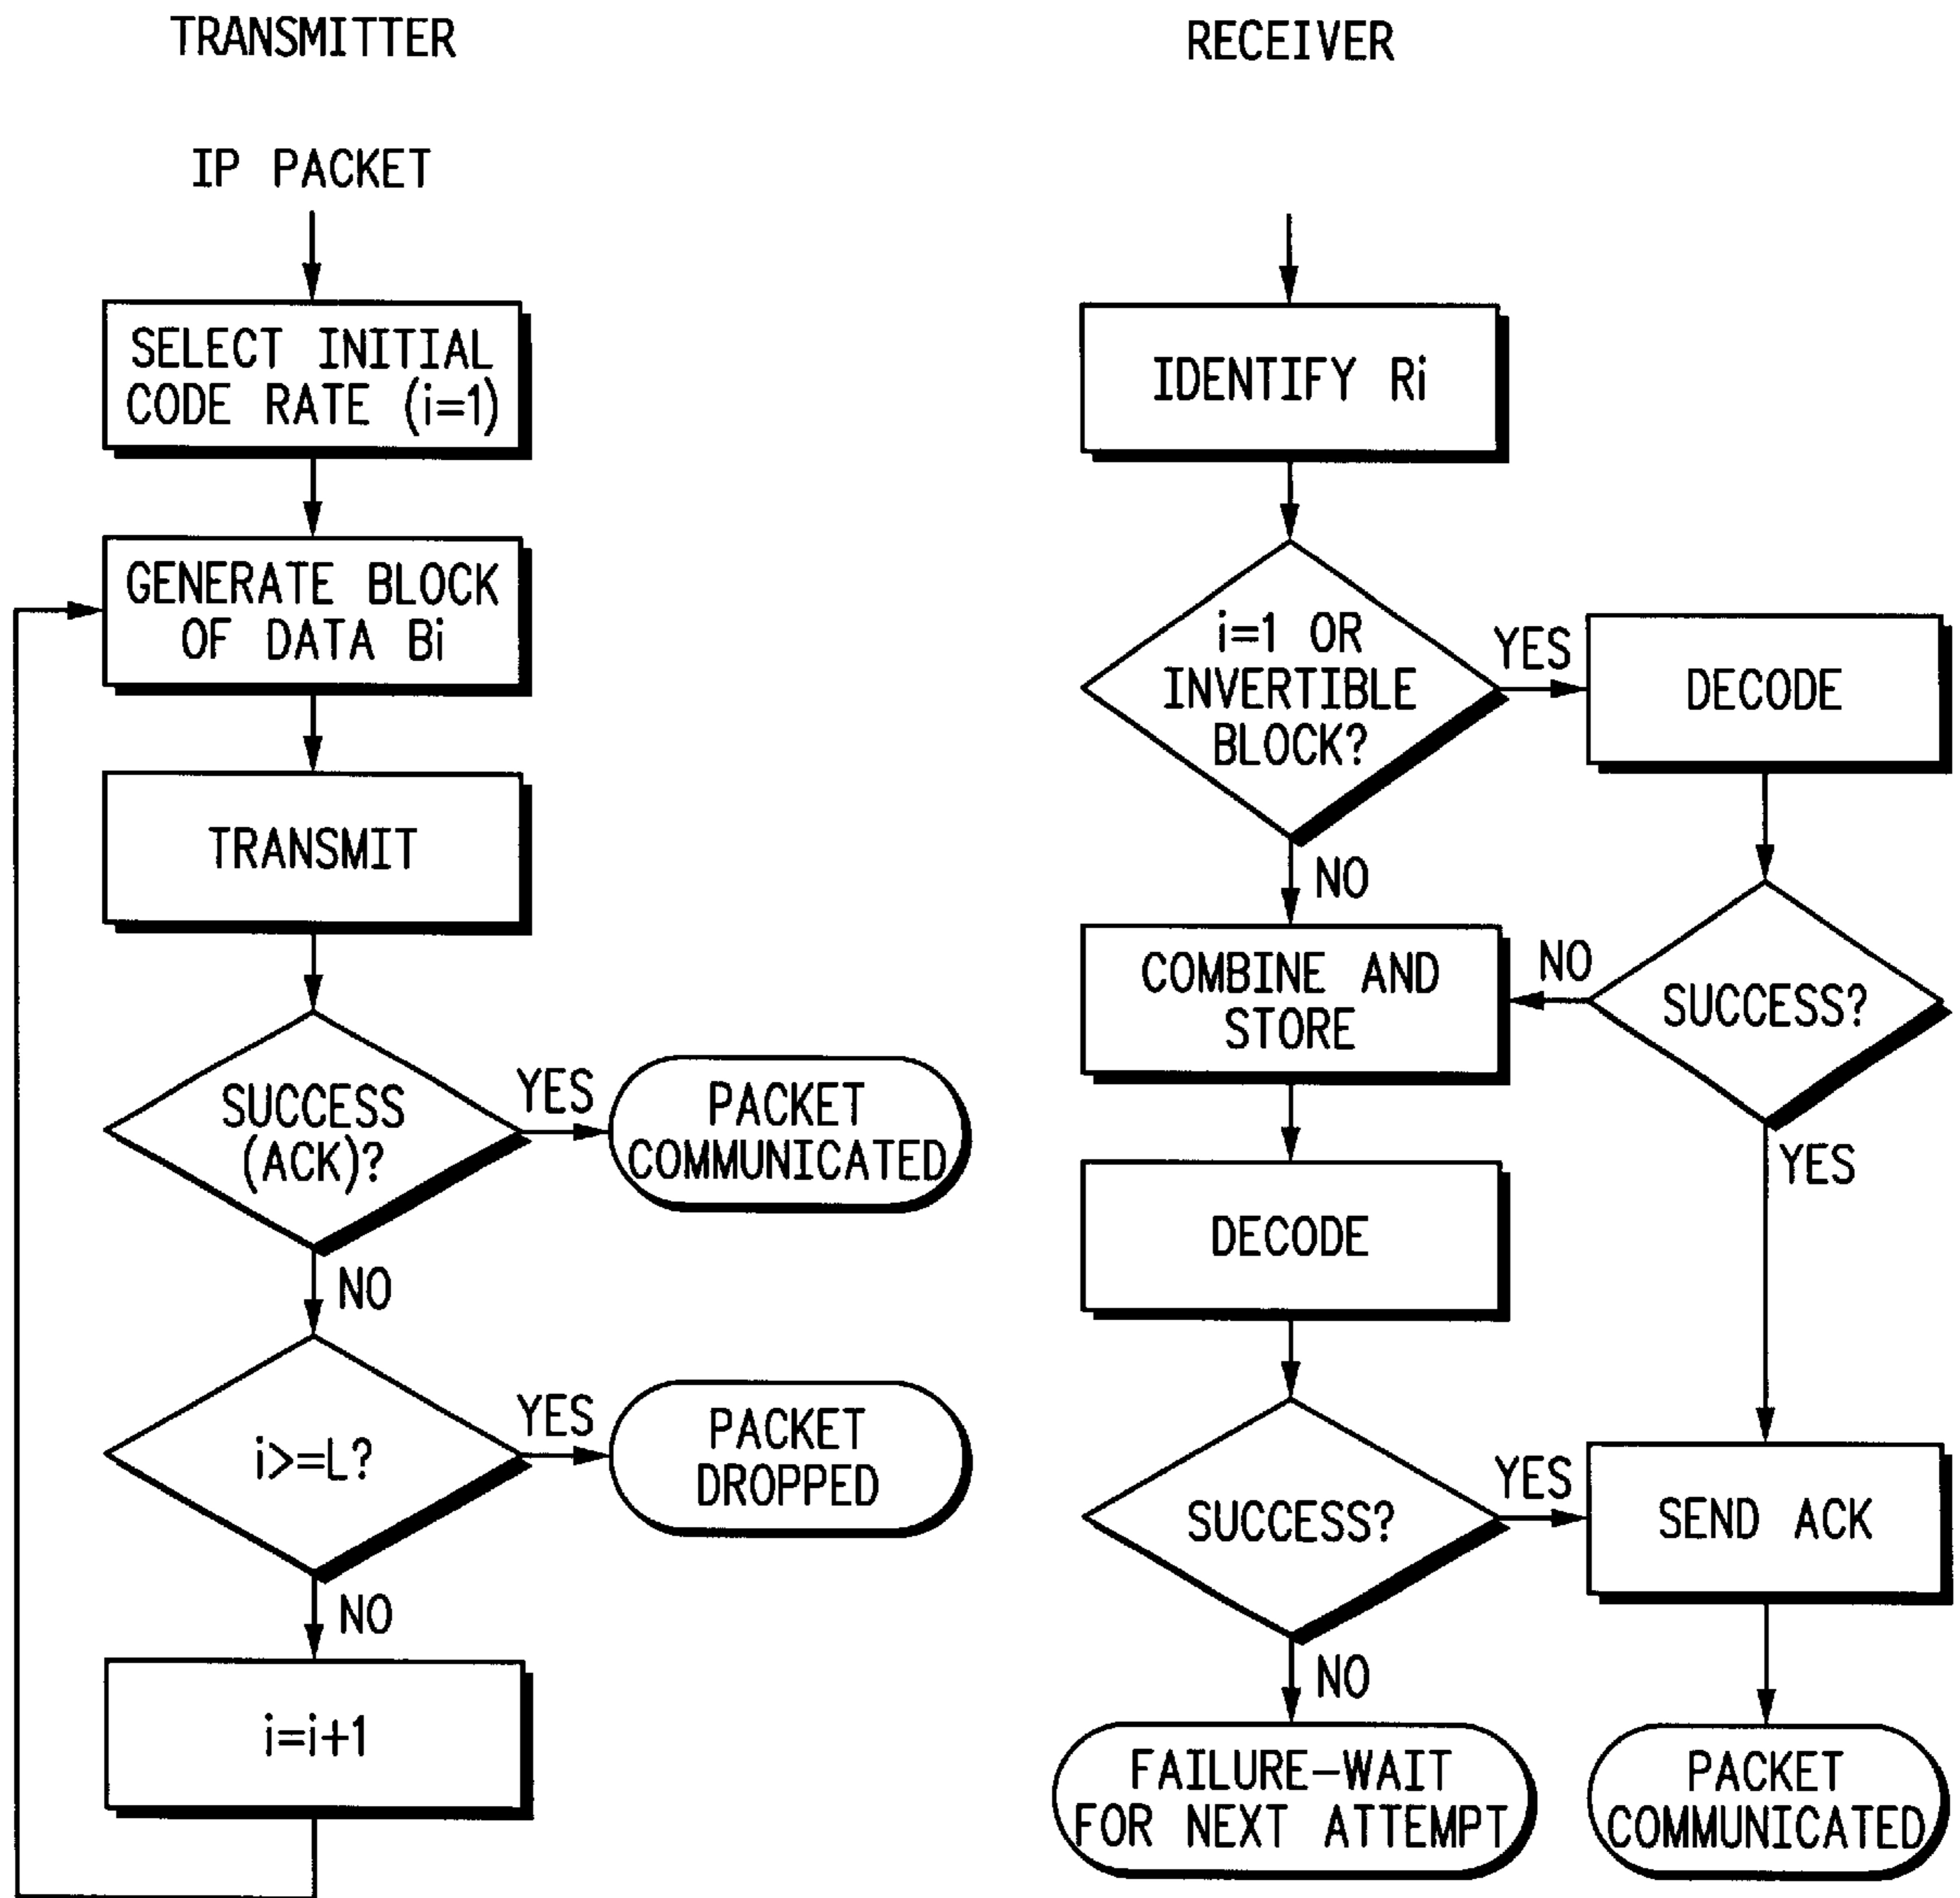 TRANSMITTER
IP PACKET
SELECT INITIAL
CODE RATE (i=1)
GENERATE BLOCK
OF DATA Bi
TRANSMIT
SUCCESS
(ACK)?
YES
PACKET
COMMUNICATED
NO
i>=L?
YES
PACKET
DROPPED
NO
i=i+1
RECEIVER
IDENTIFY Ri
i=1 OR
INVERTIBLE
BLOCK?
YES
DECODE
NO
COMBINE AND
STORE
NO
SUCCESS?
YES
DECODE
SUCCESS?
YES
SEND ACK
NO
FAILURE-WAIT
FOR NEXT ATTEMPT
PACKET
COMMUNICATED